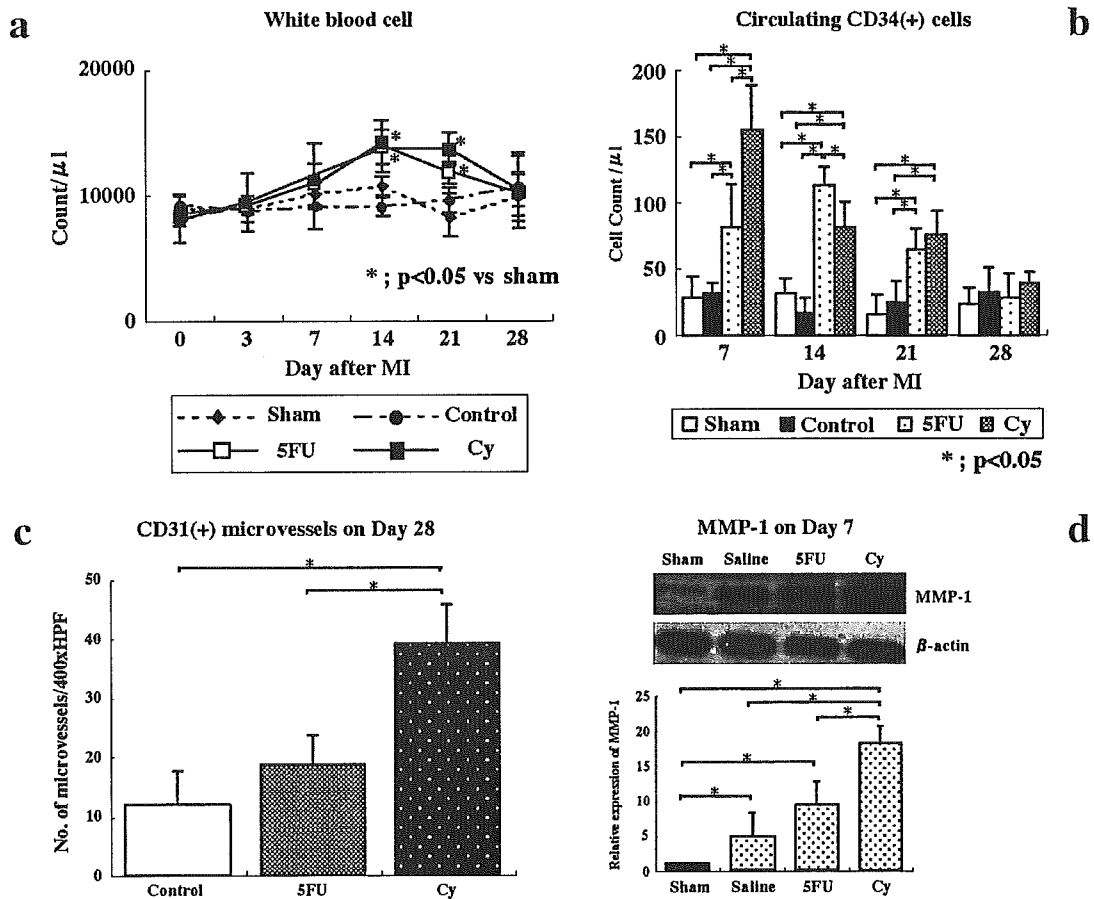 a
White blood cell
20000
10000
0
Count/μl
*
*
*
*
* ; p<0.05 vs sham
0 3 7 14 21 28
Day after MI
Sham Control
5FU Cy
Circulating CD34(+) cells
b
200
150
100
50
0
Cell Count /μl
* * * * *
* * * * *
* * * *
7 14 21 28
Day after MI
Sham Control 5FU Cy
* ; p<0.05
c
CD31(+) microvessels on Day 28
50
40
30
20
10
0
No. of microvessels/400xHPF
*
*
Control 5FU Cy
MMP-1 on Day 7
d
Sham Saline 5FU Cy
MMP-1
β-actin
25
20
15
10
5
0
Relative expression of MMP-1
*
*
*
*
*
Sham Saline 5FU Cy